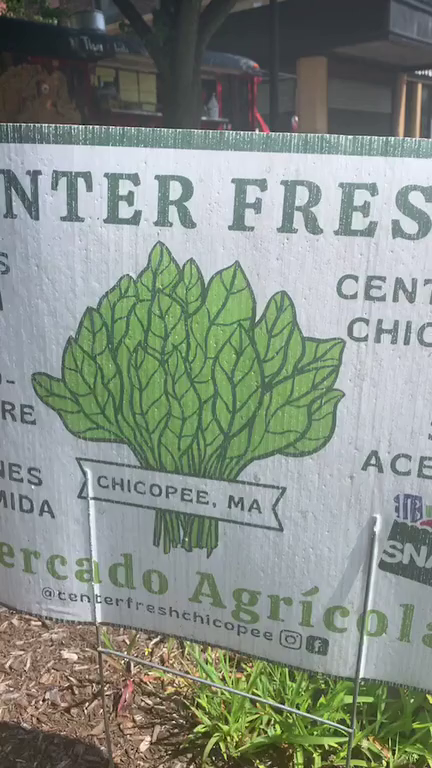 NTER FRES
CENT
CHIC
RE
NES
MIDA
ACE
CHICOPEE, MA
SNA
ercado Agrícola
@centerfreshchicopee